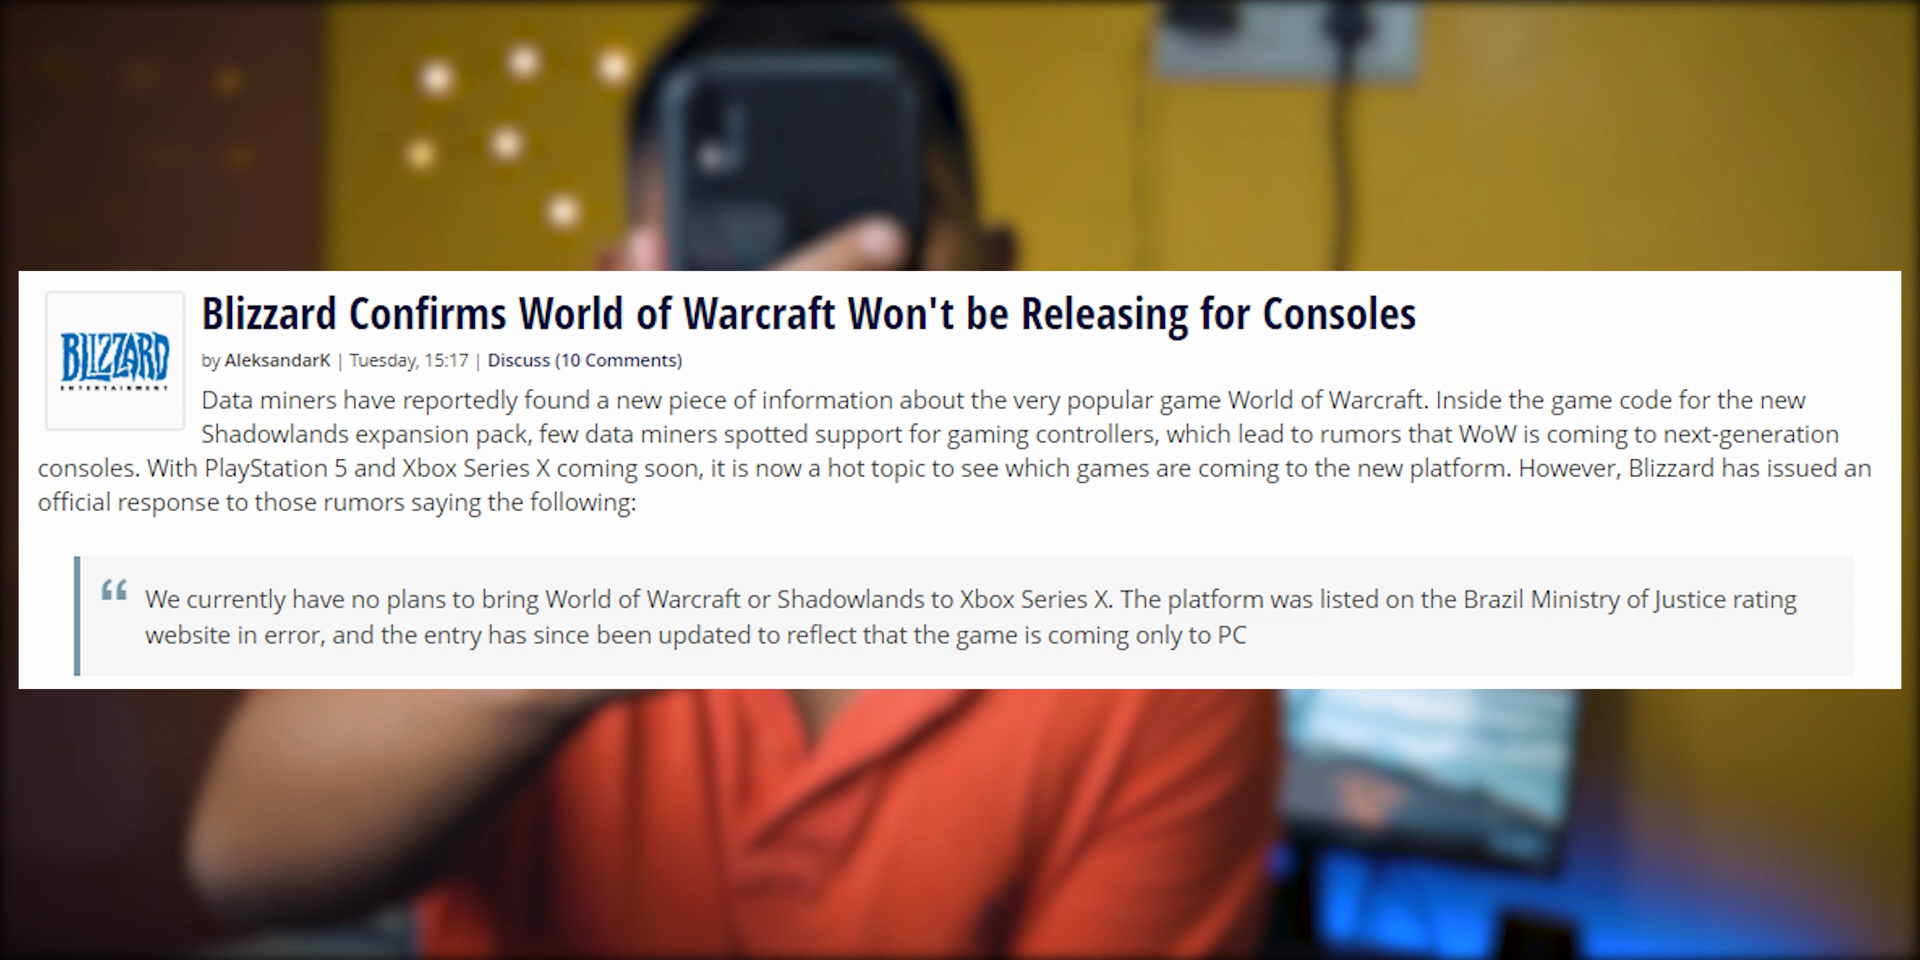 Blizzard Confirms World of Warcraft Won't be Releasing for Consoles
BLIZZARD
ENTERTAINMENT
by AleksandarK | Tuesday, 15:17 | Discuss (10 Comments)
Data miners have reportedly found a new piece of information about the very popular game World of Warcraft. Inside the game code for the new
Shadowlands expansion pack, few data miners spotted support for gaming controllers, which lead to rumors that WoW is coming to next-generation
consoles. With PlayStation 5 and Xbox Series X coming soon, it is now a hot topic to see which games are coming to the new platform. However, Blizzard has issued an
official response to those rumors saying the following:
“ We currently have no plans to bring World of Warcraft or Shadowlands to Xbox Series X. The platform was listed on the Brazil Ministry of Justice rating
website in error, and the entry has since been updated to reflect that the game is coming only to PC